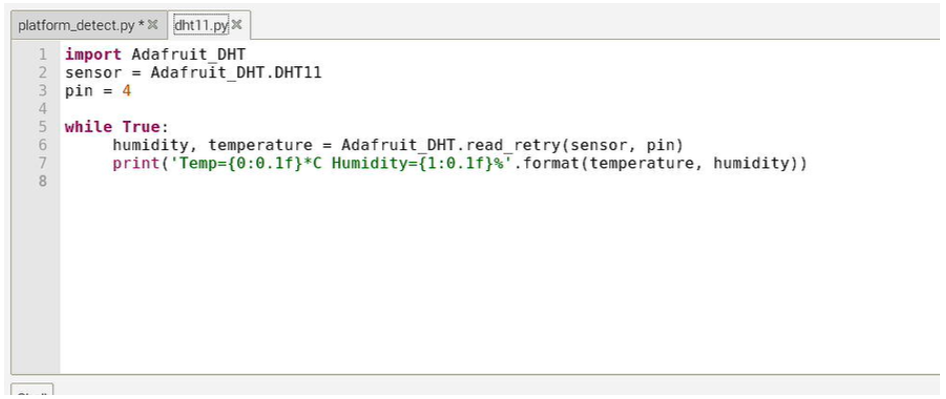 platform_detect.py * dht11.py
1 import Adafruit_DHT
2 sensor = Adafruit_DHT.DHT11
3 pin = 4
4
5 while True:
6 humidity, temperature = Adafruit_DHT.read_retry(sensor, pin)
7 print('Temp={0:0.1f}*C Humidity={1:0.1f}%'.format(temperature, humidity))
8